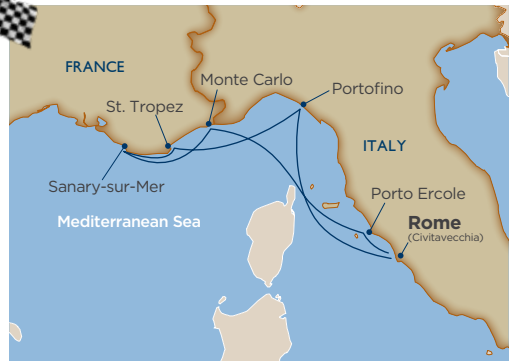 FRANCE
Monte Carlo
Portofino
St. Tropez
ITALY
Sanary-sur-Mer
Porto Ercole
Mediterranean Sea
Rome
(Civitavecchia)